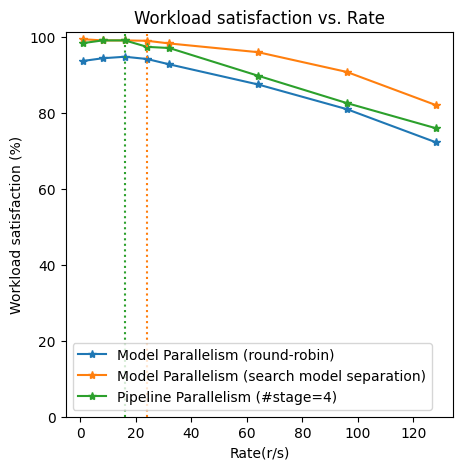 Workload satisfaction vs. Rate
Workload satisfaction (%)
100
80
60
40
20
0
Model Parallelism (round-robin)
Model Parallelism (search model separation)
Pipeline Parallelism (#stage=4)
0 20 40 60 80 100 120
Rate(r/s)